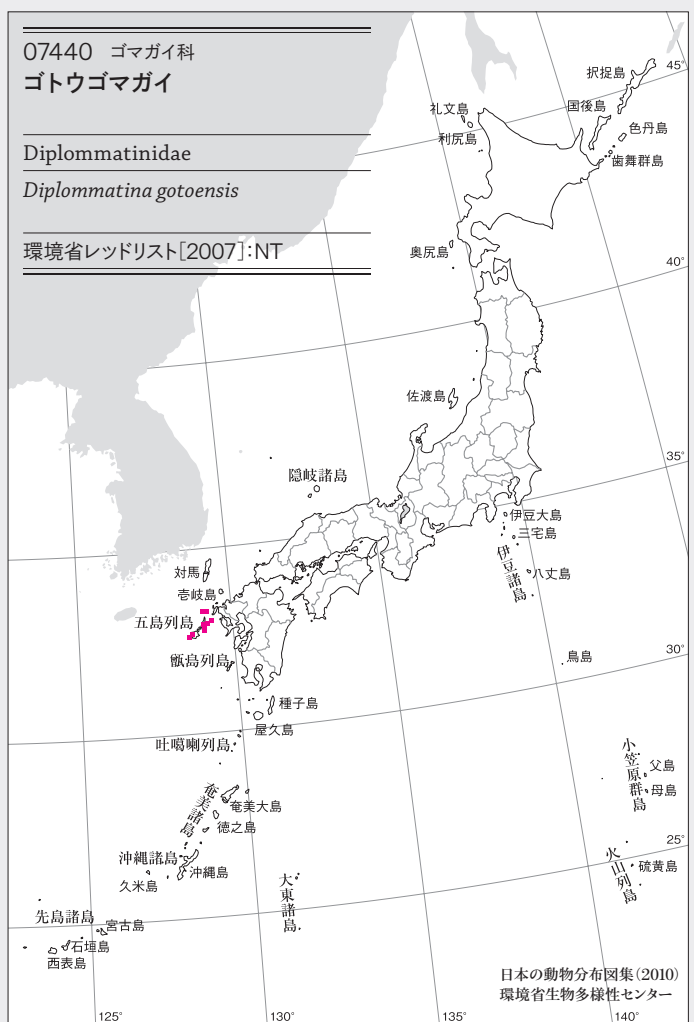 07440 ゴマガイ科
ゴトウゴマガイ
Diplommatinidae
Diplommatina gotoensis
環境省レッドリスト[2007]:NT
45°
択捉島
礼文島
国後島
利尻島
色丹島
歯舞群島
奥尻島
40°
佐渡島
35°
隠岐諸島
伊豆大島
三宅島
伊豆諸島
八丈島
対馬
壱岐島
五島列島
甑島列島
鳥島
30°
種子島
屋久島
吐噶喇列島
小笠原群島
父島
母島
奄美諸島
奄美大島
徳之島
25°
沖縄諸島
沖縄島
久米島
火山列島
硫黄島
大東諸島
先島諸島
宮古島
石垣島
西表島
日本の動物分布図集(2010)
環境省生物多様性センター
125°
130°
135°
140°